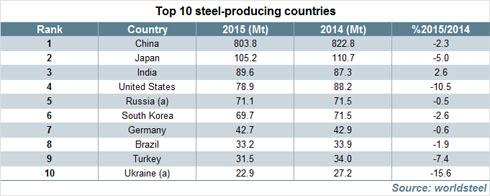 Top 10 steel-producing countries
Rank Country 2015 (Mt) 2014 (Mt) %2015/2014
1 China 803.8 822.8 -2.3
2 Japan 105.2 110.7 -5.0
3 India 89.6 87.3 2.6
4 United States 78.9 88.2 -10.5
5 Russia (a) 71.1 71.5 -0.5
6 South Korea 69.7 71.5 -2.6
7 Germany 42.7 42.9 -0.6
8 Brazil 33.2 33.9 -1.9
9 Turkey 31.5 34.0 -7.4
10 Ukraine (a) 22.9 27.2 -15.6
Source: worldsteel